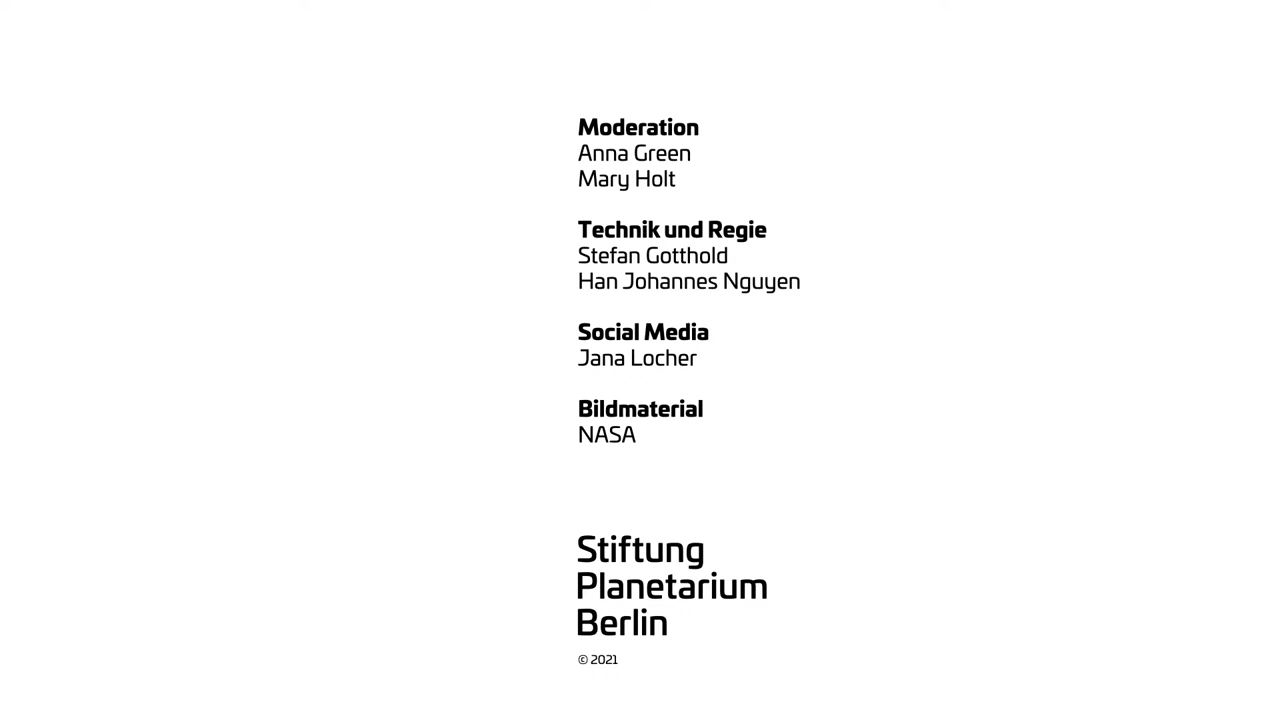 Moderation
Anna Green
Mary Holt
Technik und Regie
Stefan Gotthold
Han Johannes Nguyen
Social Media
Jana Locher
Bildmaterial
NASA
Stiftung
Planetarium
Berlin
© 2021